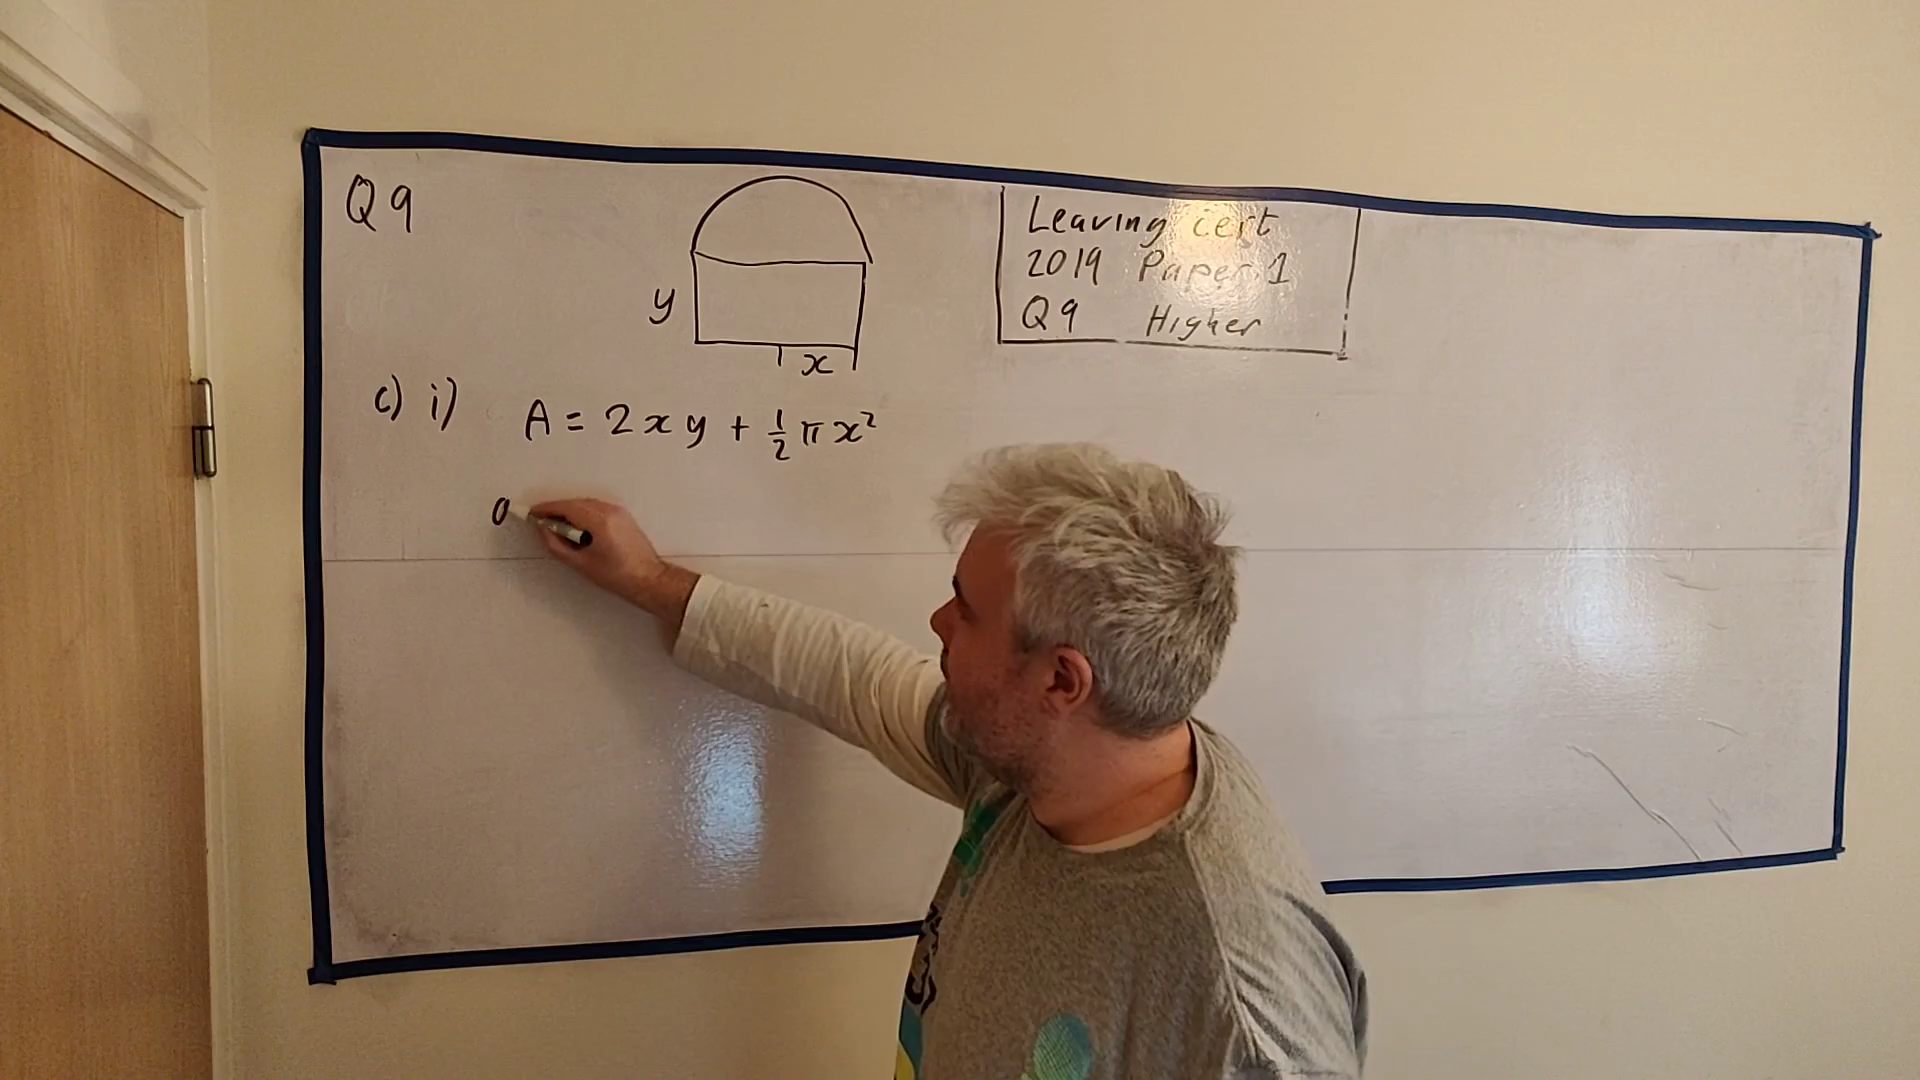 Q9
Leaving cert
2019 Paper 1
Q9 Higher
y
x
c) i) A = 2xy + ½πx²